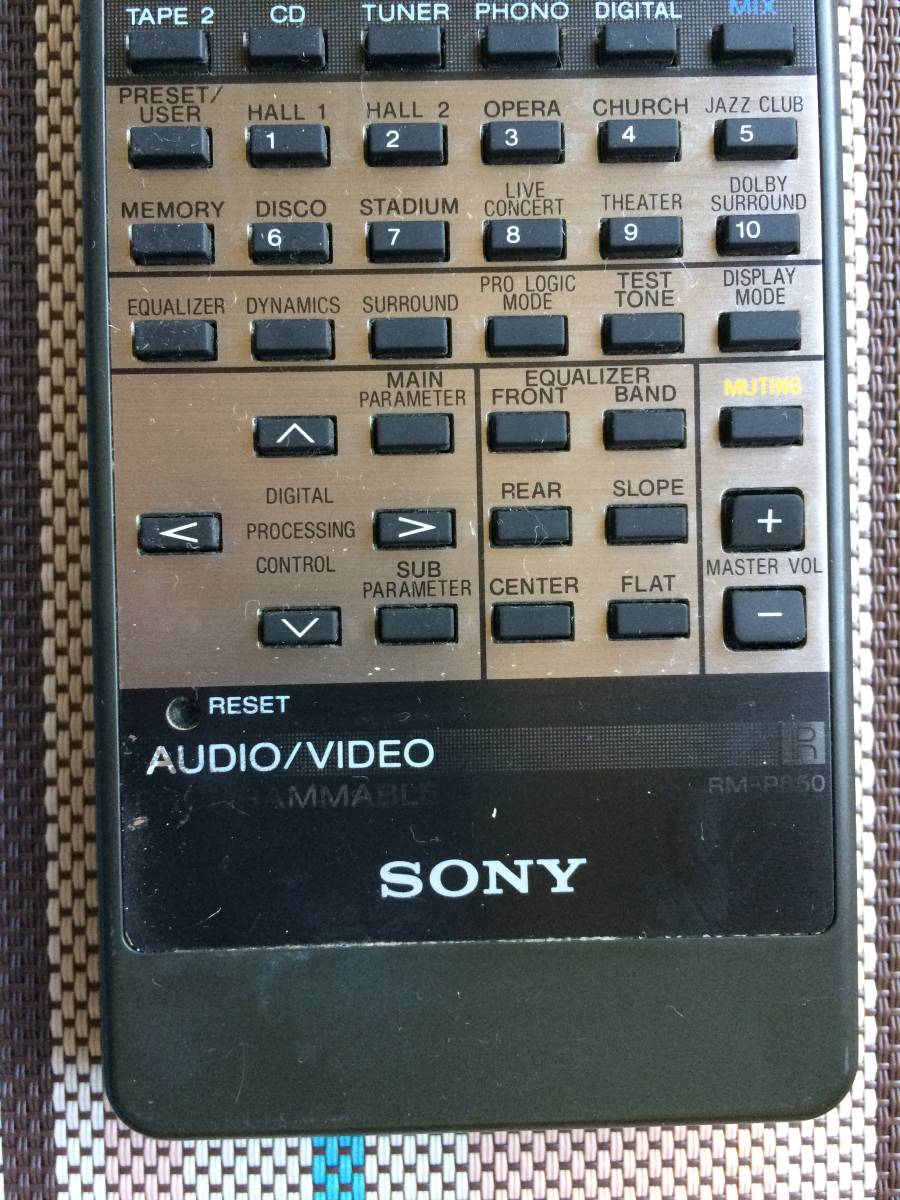 TAPE 2 CD TUNER PHONO DIGITAL MIX
PRESET/
USER HALL 1 HALL 2 OPERA CHURCH JAZZ CLUB
1 2 3 4 5
MEMORY DISCO STADIUM LIVE
CONCERT THEATER DOLBY
SURROUND
6 7 8 9 10
EQUALIZER DYNAMICS SURROUND PRO LOGIC
MODE TEST
TONE DISPLAY
MODE
MAIN
PARAMETER
EQUALIZER
FRONT BAND
MUTING
DIGITAL
PROCESSING
CONTROL
< >
REAR SLOPE
+
MASTER VOL
−
SUB
PARAMETER
CENTER FLAT
RESET
AUDIO/VIDEO
RM-P850
SONY